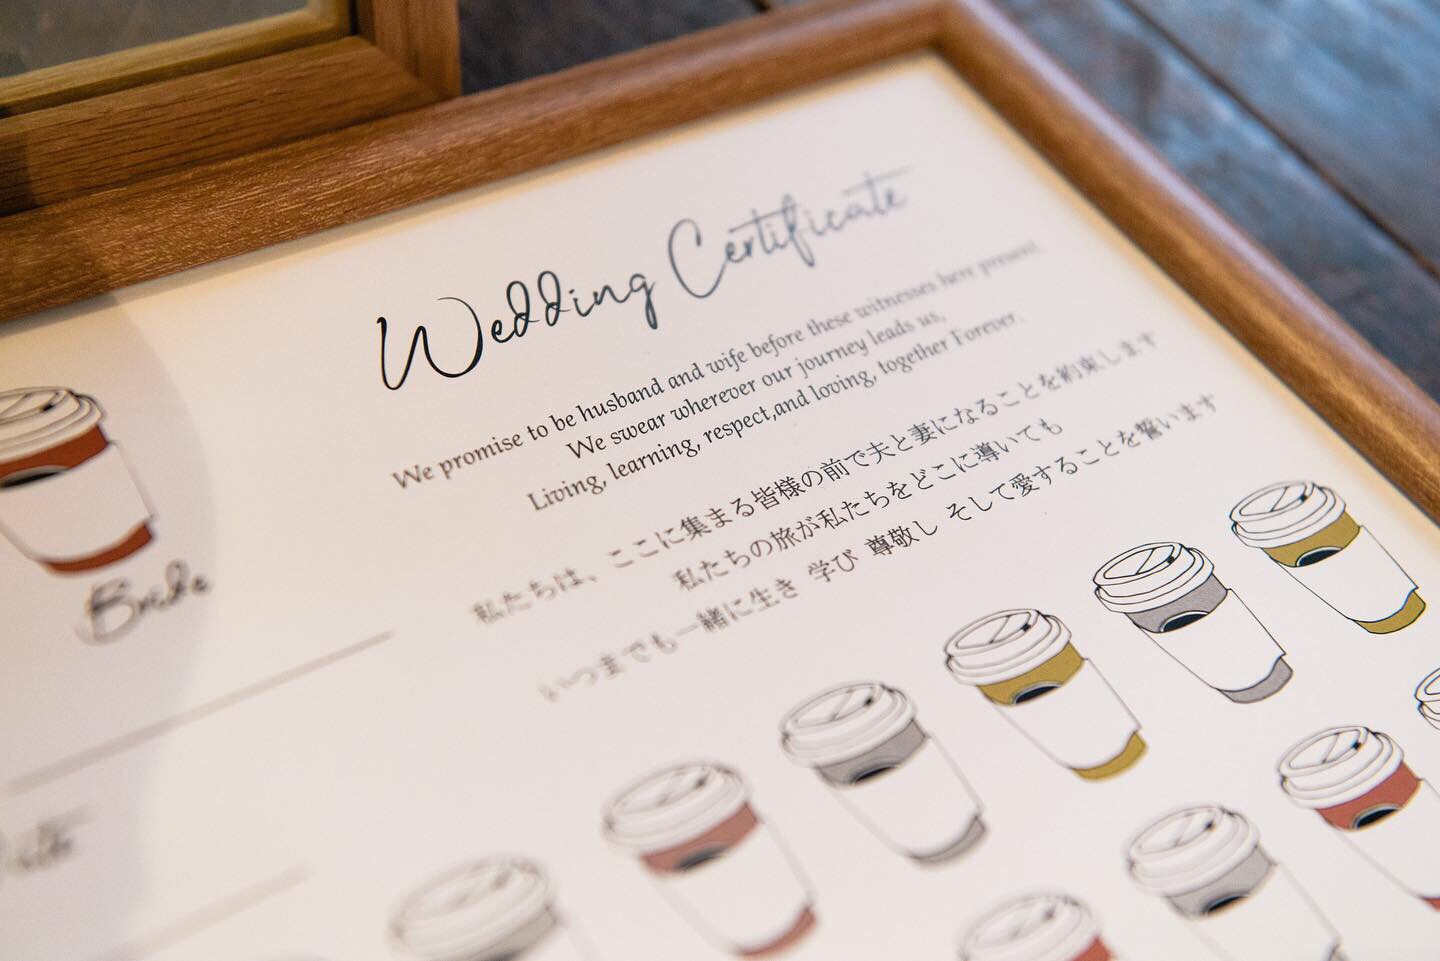 Wedding Certificate
We promise to be husband and wife before these witnesses here present.
We swear wherever our journey leads us,
Living, learning, respect,and loving, together Forever.
私たちは、ここに集まる皆様の前で夫と妻になることを約束します
私たちの旅が私たちをどこに導いても
いつまでも一緒に生き 学び 尊敬し そして愛することを誓います
Bride